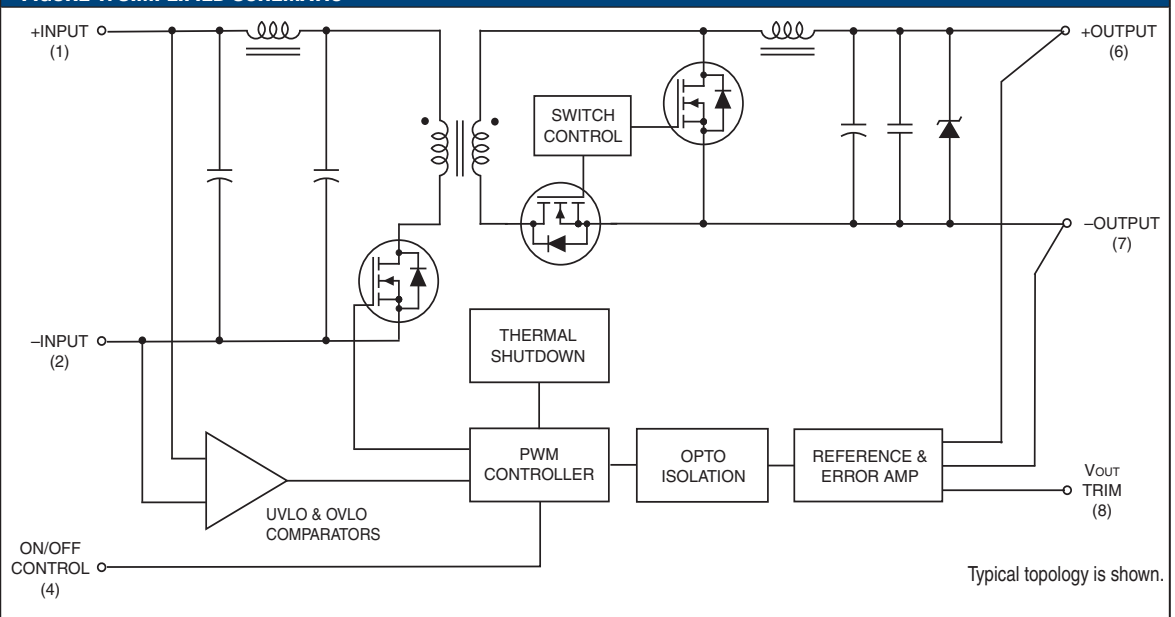 +INPUT
(1)
+OUTPUT
(6)
SWITCH
CONTROL
–OUTPUT
(7)
–INPUT
(2)
THERMAL
SHUTDOWN
PWM
CONTROLLER
OPTO
ISOLATION
REFERENCE &
ERROR AMP
VOUT
TRIM
(8)
UVLO & OVLO
COMPARATORS
ON/OFF
CONTROL
(4)
Typical topology is shown.